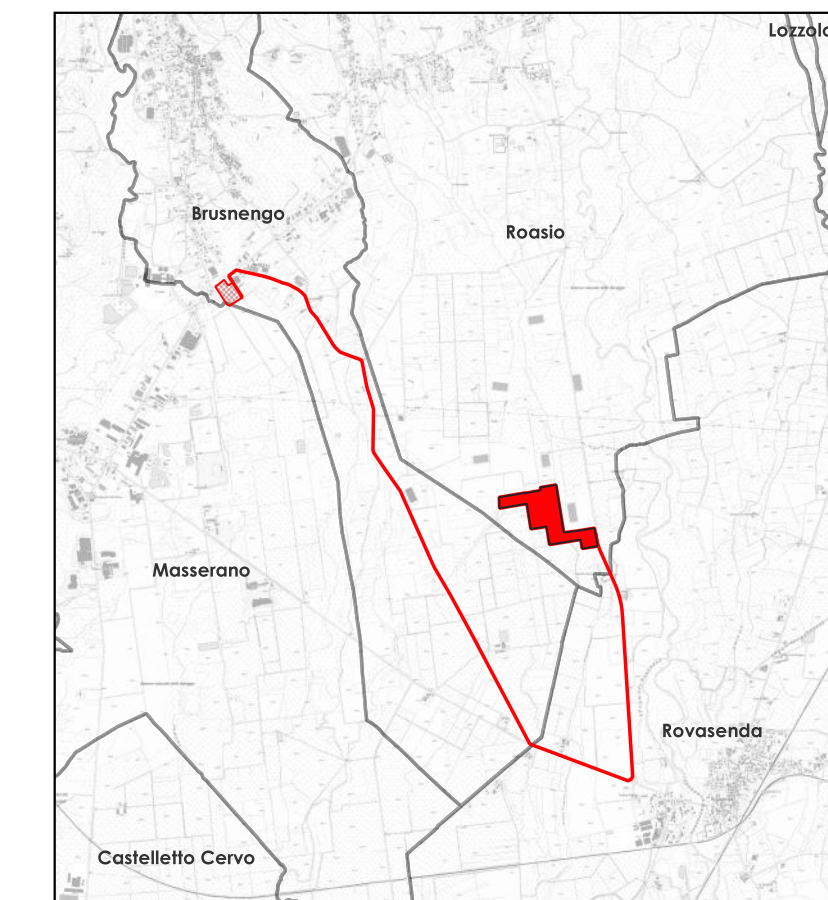 Lozzolo
Brusnengo
Roasio
Masserano
Rovasenda
Castelletto Cervo